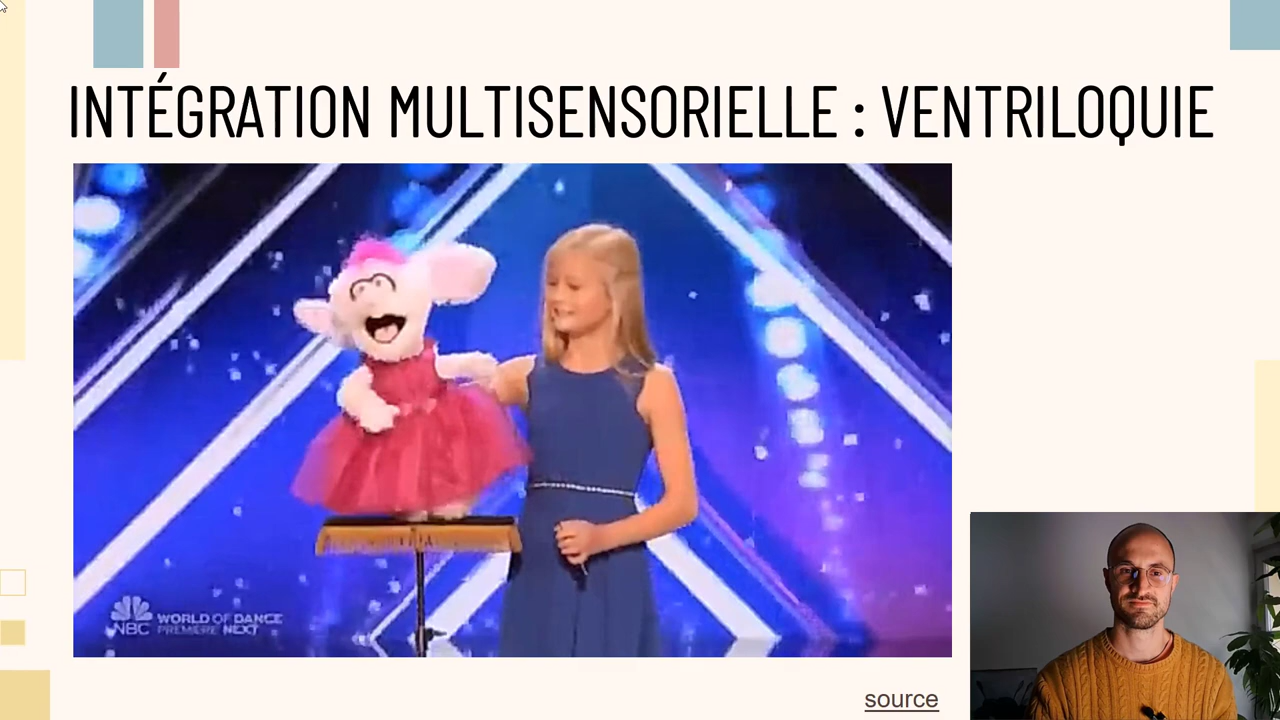 INTÉGRATION MULTISENSORIELLE : VENTRILOQUIE
NBC
WORLD OF DANCE
PREMIERE NEXT
source